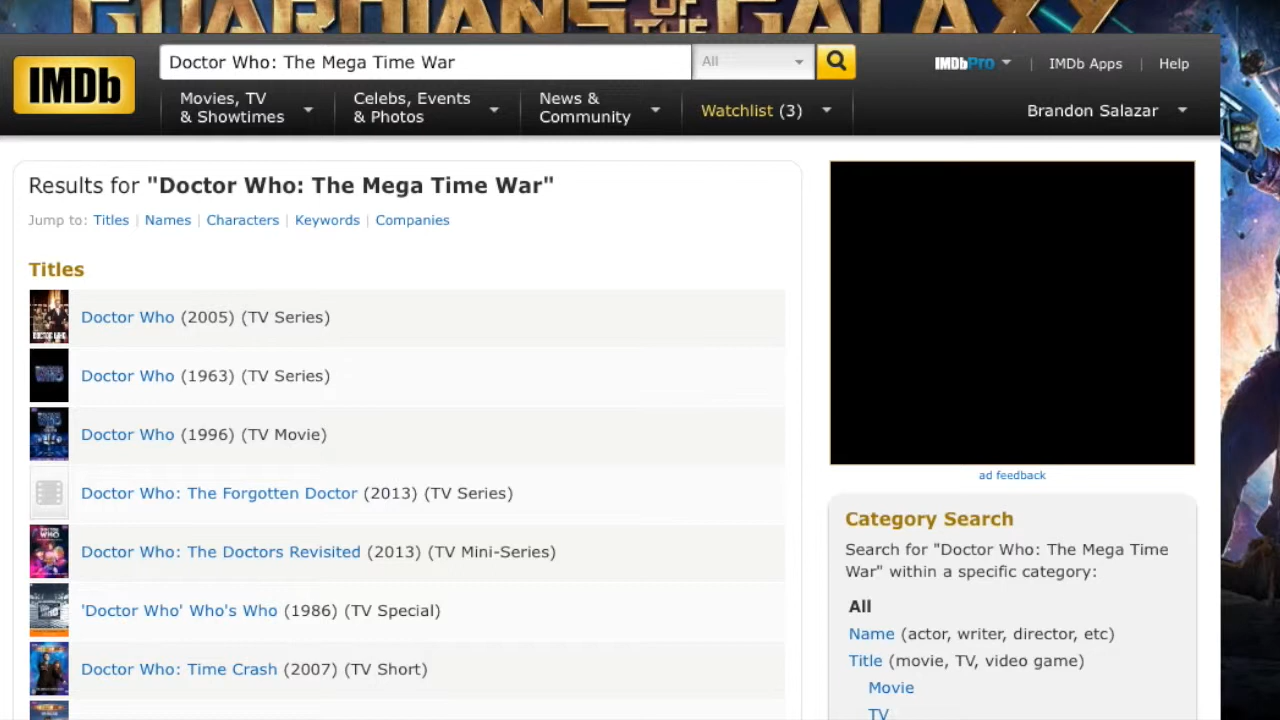 GUARDIANS OF THE GALAXY
IMDb
Doctor Who: The Mega Time War
All
IMDbPro | IMDb Apps | Help
Movies, TV
& Showtimes
Celebs, Events
& Photos
News &
Community
Watchlist (3)
Brandon Salazar
Results for "Doctor Who: The Mega Time War"
Jump to: Titles | Names | Characters | Keywords | Companies
Titles
Doctor Who (2005) (TV Series)
Doctor Who (1963) (TV Series)
Doctor Who (1996) (TV Movie)
Doctor Who: The Forgotten Doctor (2013) (TV Series)
Doctor Who: The Doctors Revisited (2013) (TV Mini-Series)
'Doctor Who' Who's Who (1986) (TV Special)
Doctor Who: Time Crash (2007) (TV Short)
ad feedback
Category Search
Search for "Doctor Who: The Mega Time
War" within a specific category:
All
Name (actor, writer, director, etc)
Title (movie, TV, video game)
Movie
TV